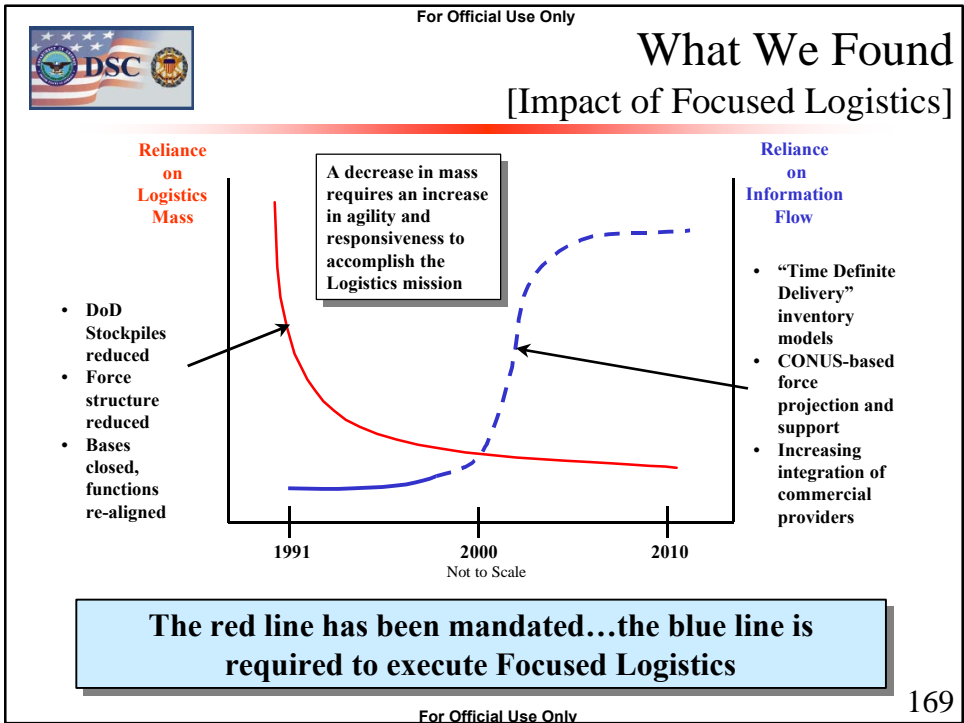 For Official Use Only
DSC
What We Found
[Impact of Focused Logistics]
Reliance
on
Logistics
Mass
A decrease in mass
requires an increase
in agility and
responsiveness to
accomplish the
Logistics mission
Reliance
on
Information
Flow
• DoD
Stockpiles
reduced
• Force
structure
reduced
• Bases
closed,
functions
re-aligned
• “Time Definite
Delivery”
inventory
models
• CONUS-based
force
projection and
support
• Increasing
integration of
commercial
providers
1991
2000
2010
Not to Scale
The red line has been mandated…the blue line is
required to execute Focused Logistics
For Official Use Only
169